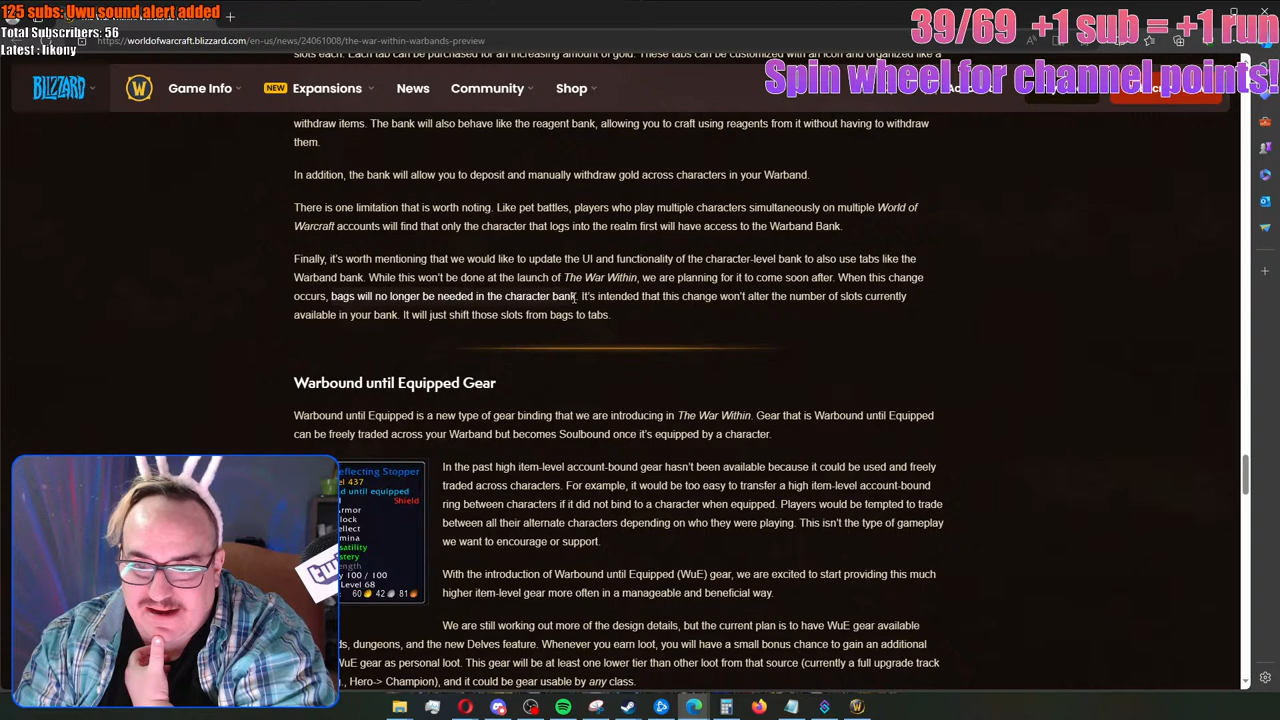 125 subs: Uwu sound alert added
Total Subscribers: 56
Latest : likony
39/69 +1 sub = +1 run
Spin wheel for channel points!
https://worldofwarcraft.blizzard.com/en-us/news/24061008/the-war-within-warbands-preview
slots each. Each tab can be purchased for an increasing amount of gold. These tabs can be customized with an icon and organized like a
BLIZZARD
W
Game Info
NEW Expansions
News
Community
Shop
withdraw items. The bank will also behave like the reagent bank, allowing you to craft using reagents from it without having to withdraw
them.
In addition, the bank will allow you to deposit and manually withdraw gold across characters in your Warband.
There is one limitation that is worth noting. Like pet battles, players who play multiple characters simultaneously on multiple World of
Warcraft accounts will find that only the character that logs into the realm first will have access to the Warband Bank.
Finally, it's worth mentioning that we would like to update the UI and functionality of the character-level bank to also use tabs like the
Warband bank. While this won't be done at the launch of The War Within, we are planning for it to come soon after. When this change
occurs, bags will no longer be needed in the character bank. It's intended that this change won't alter the number of slots currently
available in your bank. It will just shift those slots from bags to tabs.
Warbound until Equipped Gear
Warbound until Equipped is a new type of gear binding that we are introducing in The War Within. Gear that is Warbound until Equipped
can be freely traded across your Warband but becomes Soulbound once it's equipped by a character.
eflecting Stopper
el 437
d until equipped
Shield
Armor
lock
ellect
mina
satility
stery
ength
y 100 / 100
Level 68
60 42 81
In the past high item-level account-bound gear hasn't been available because it could be used and freely
traded across characters. For example, it would be too easy to transfer a high item-level account-bound
ring between characters if it did not bind to a character when equipped. Players would be tempted to trade
between all their alternate characters depending on who they were playing. This isn't the type of gameplay
we want to encourage or support.
With the introduction of Warbound until Equipped (WuE) gear, we are excited to start providing this much
higher item-level gear more often in a manageable and beneficial way.
We are still working out more of the design details, but the current plan is to have WuE gear available
ds, dungeons, and the new Delves feature. Whenever you earn loot, you will have a small bonus chance to gain an additional
WuE gear as personal loot. This gear will be at least one lower tier than other loot from that source (currently a full upgrade track
., Hero-> Champion), and it could be gear usable by any class.